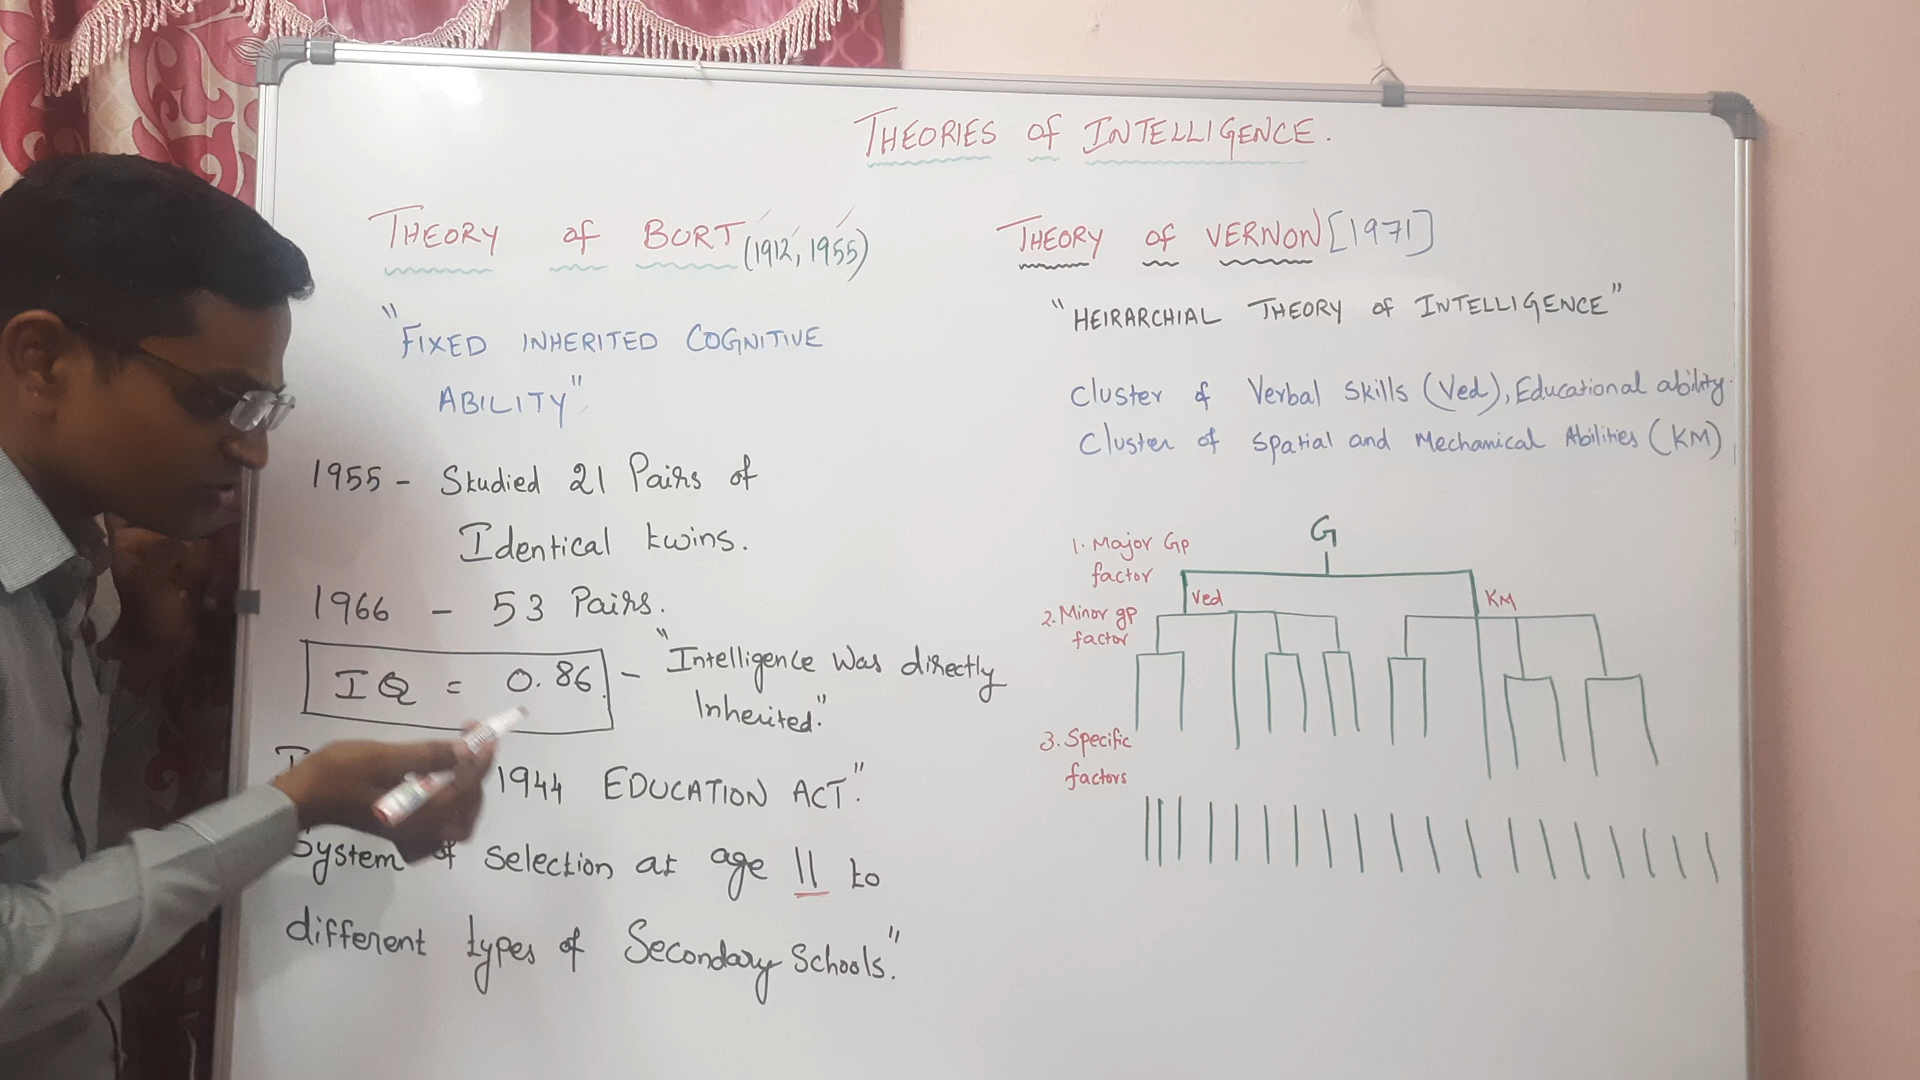 THEORIES of INTELLIGENCE.
THEORY of BURT (1912, 1955)
"FIXED INHERITED COGNITIVE
ABILITY"
1955 - Studied 21 Pairs of
Identical twins.
1966 - 53 Pairs.
IQ = 0.86 - "Intelligence was directly
Inherited."
1944 EDUCATION ACT."
System of selection at age 11 to
different types of Secondary Schools."
THEORY of VERNON [1971]
"HEIRARCHIAL THEORY of INTELLIGENCE"
Cluster of Verbal Skills (Ved), Educational ability
Cluster of Spatial and Mechanical Abilities (KM)
G
1. Major Gp
factor
Ved
KM
2. Minor gp
factor
3. Specific
factors